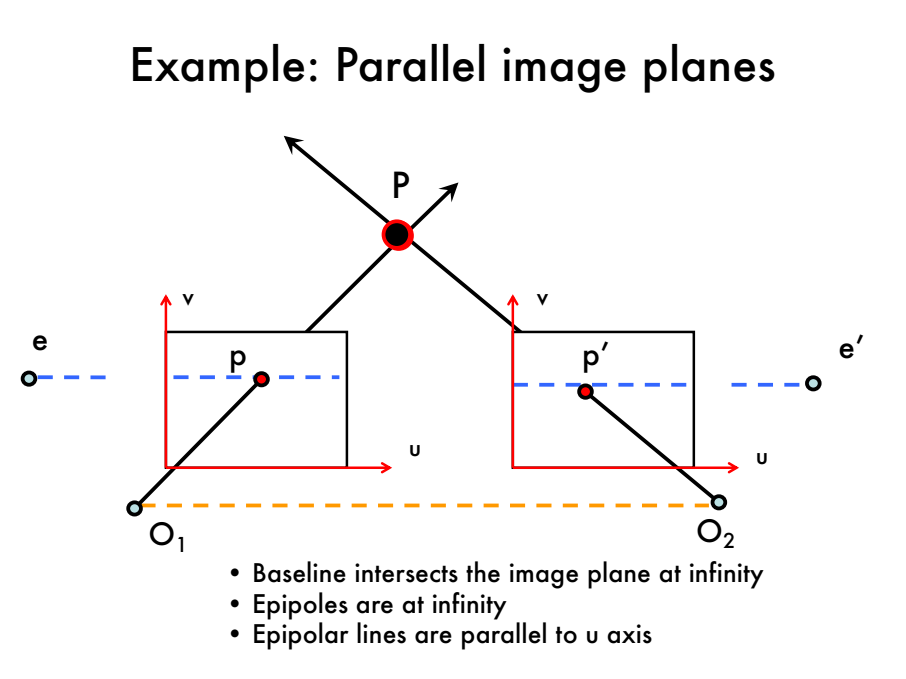 Example: Parallel image planes
P
v
v
e
p
p′
e′
u
u
O1
O2
• Baseline intersects the image plane at infinity
• Epipoles are at infinity
• Epipolar lines are parallel to u axis